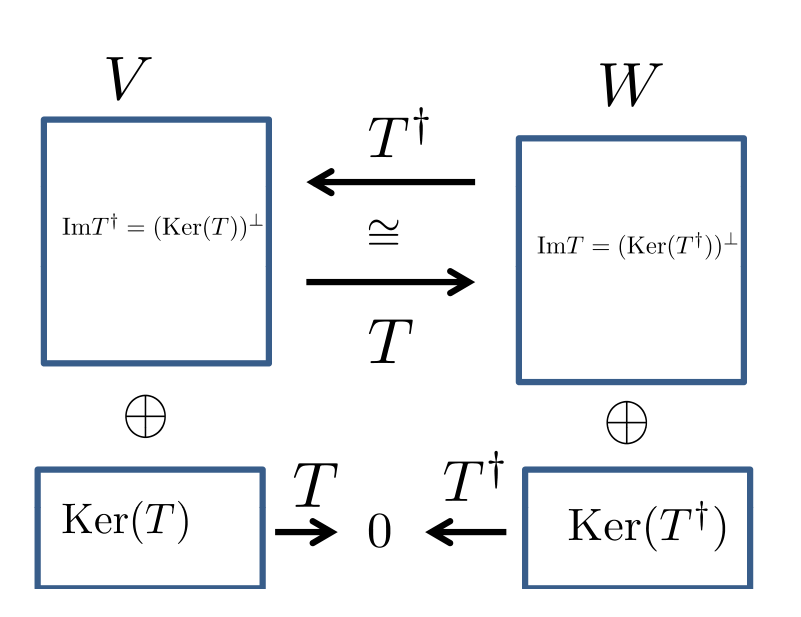 V
W
T†
ImT† = (Ker(T))⊥
≅
ImT = (Ker(T†))⊥
T
⊕
⊕
T
T†
Ker(T)
0
Ker(T†)